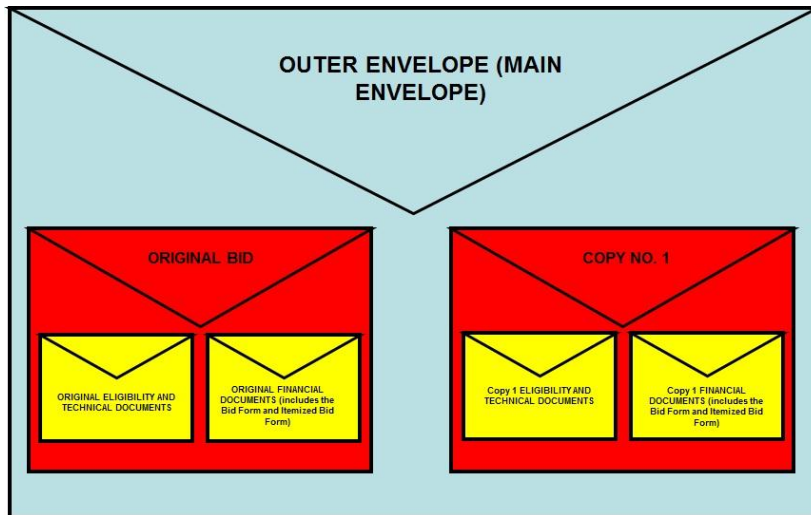 OUTER ENVELOPE (MAIN
ENVELOPE)
ORIGINAL BID
ORIGINAL ELIGIBILITY AND
TECHNICAL DOCUMENTS
ORIGINAL FINANCIAL
DOCUMENTS (includes the
Bid Form and Itemized Bid
Form)
COPY NO. 1
Copy 1 ELIGIBILITY AND
TECHNICAL DOCUMENTS
Copy 1 FINANCIAL
DOCUMENTS (includes the
Bid Form and Itemized Bid
Form)